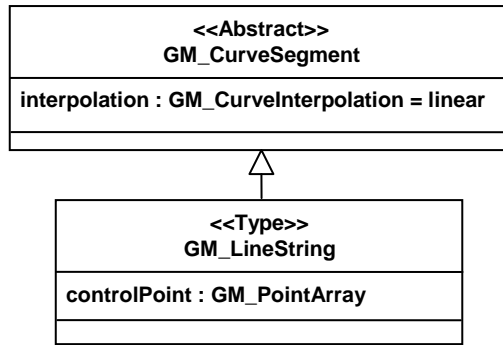 <<Abstract>>
GM_CurveSegment
interpolation : GM_CurveInterpolation = linear
<<Type>>
GM_LineString
controlPoint : GM_PointArray